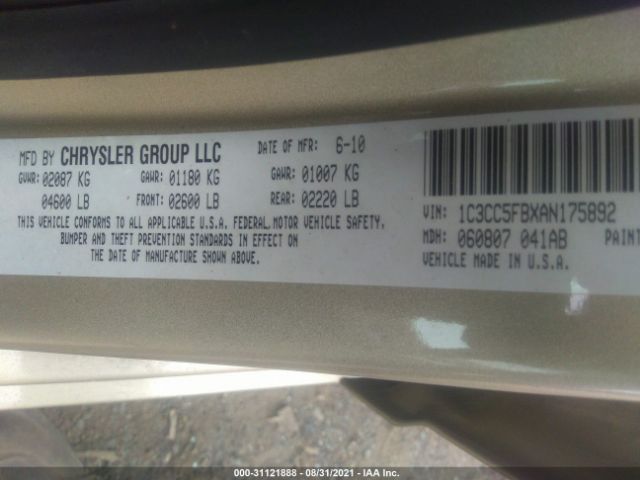 MFD BY CHRYSLER GROUP LLC DATE OF MFR: 6-10
GVWR: 02087 KG GAWR: 01180 KG GAWR: 01007 KG
04600 LB FRONT: 02600 LB REAR: 02220 LB
THIS VEHICLE CONFORMS TO ALL APPLICABLE U.S.A. FEDERAL MOTOR VEHICLE SAFETY,
BUMPER AND THEFT PREVENTION STANDARDS IN EFFECT ON
THE DATE OF MANUFACTURE SHOWN ABOVE.
VIN: 1C3CC5FBXAN175892
MDH: 060807 041AB PAINT
VEHICLE MADE IN U.S.A.
000-31121888 - 08/31/2021 - IAA Inc.